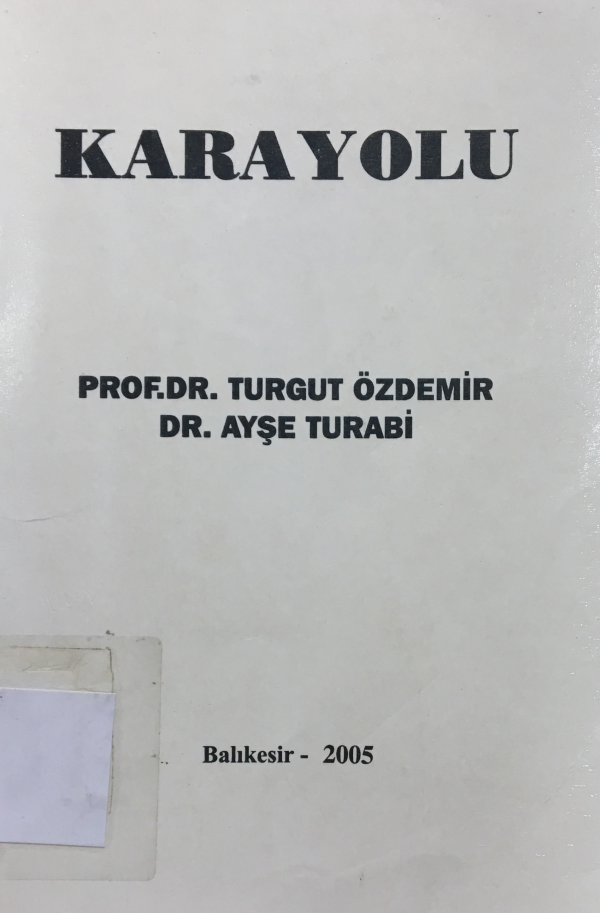 KARAYOLU
PROF.DR. TURGUT ÖZDEMİR
DR. AYŞE TURABİ
Balıkesir - 2005